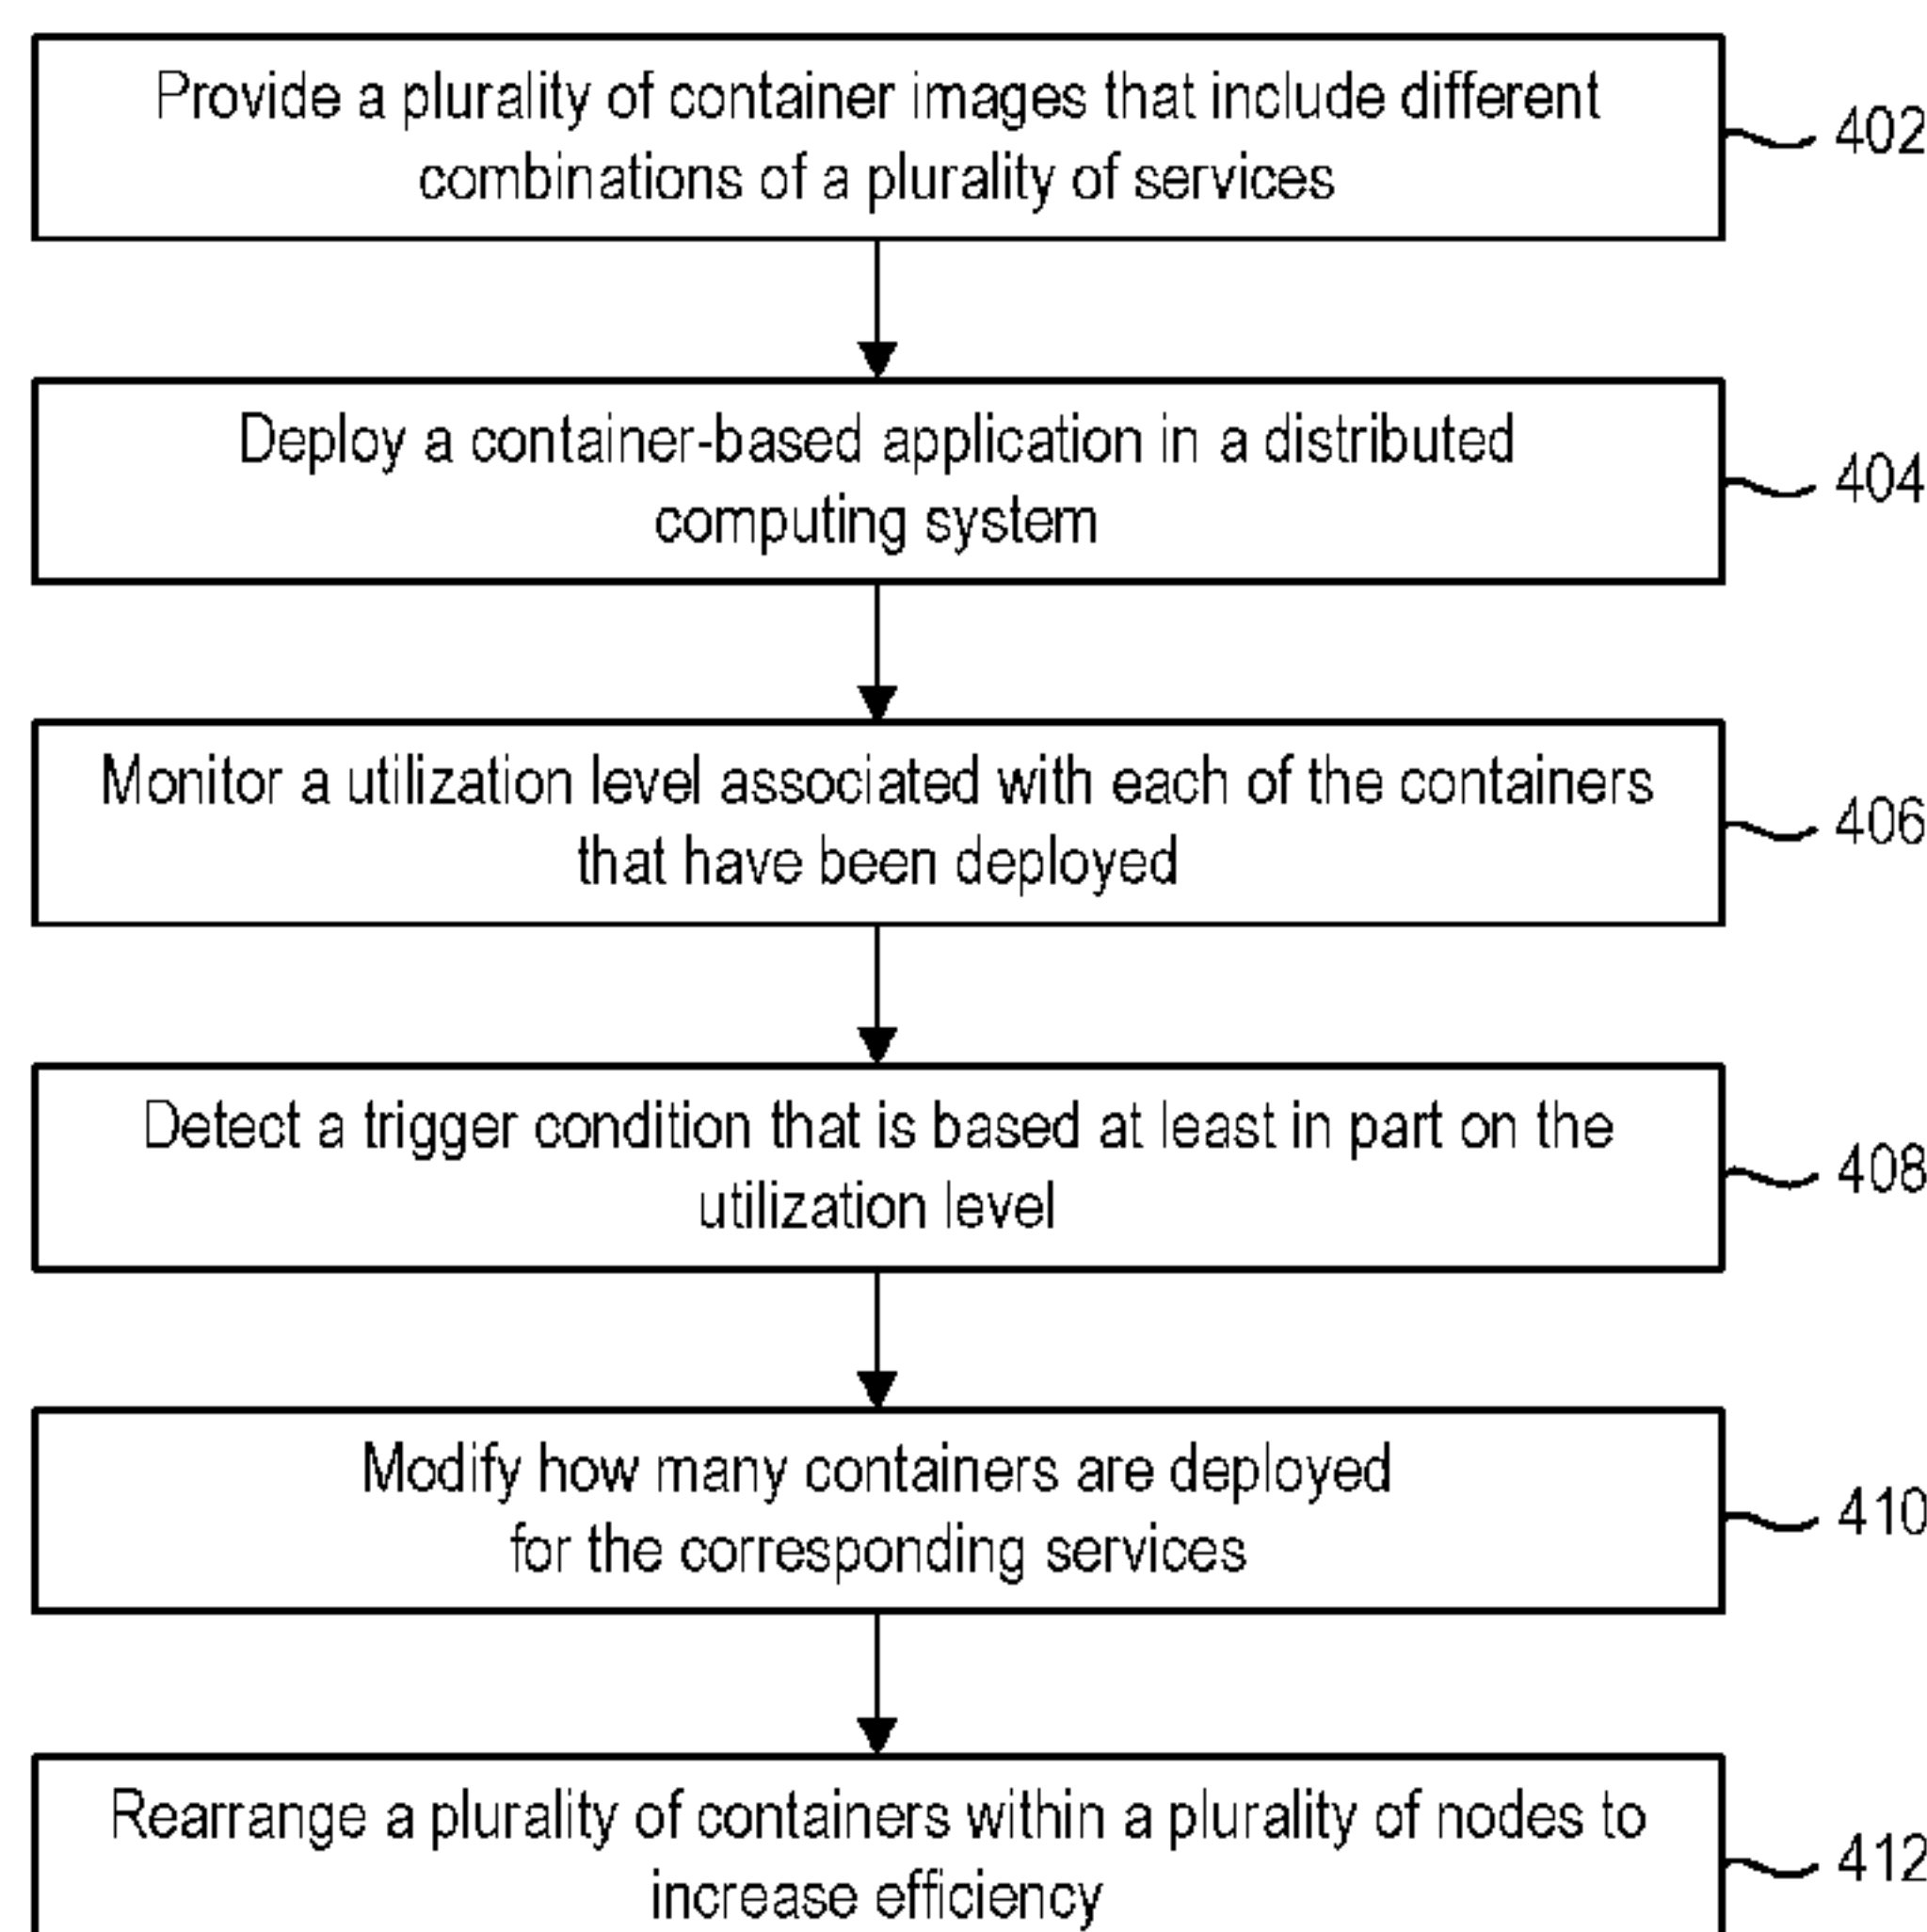 Provide a plurality of container images that include different
combinations of a plurality of services
402
Deploy a container-based application in a distributed
computing system
404
Monitor a utilization level associated with each of the containers
that have been deployed
406
Detect a trigger condition that is based at least in part on the
utilization level
408
Modify how many containers are deployed
for the corresponding services
410
Rearrange a plurality of containers within a plurality of nodes to
increase efficiency
412